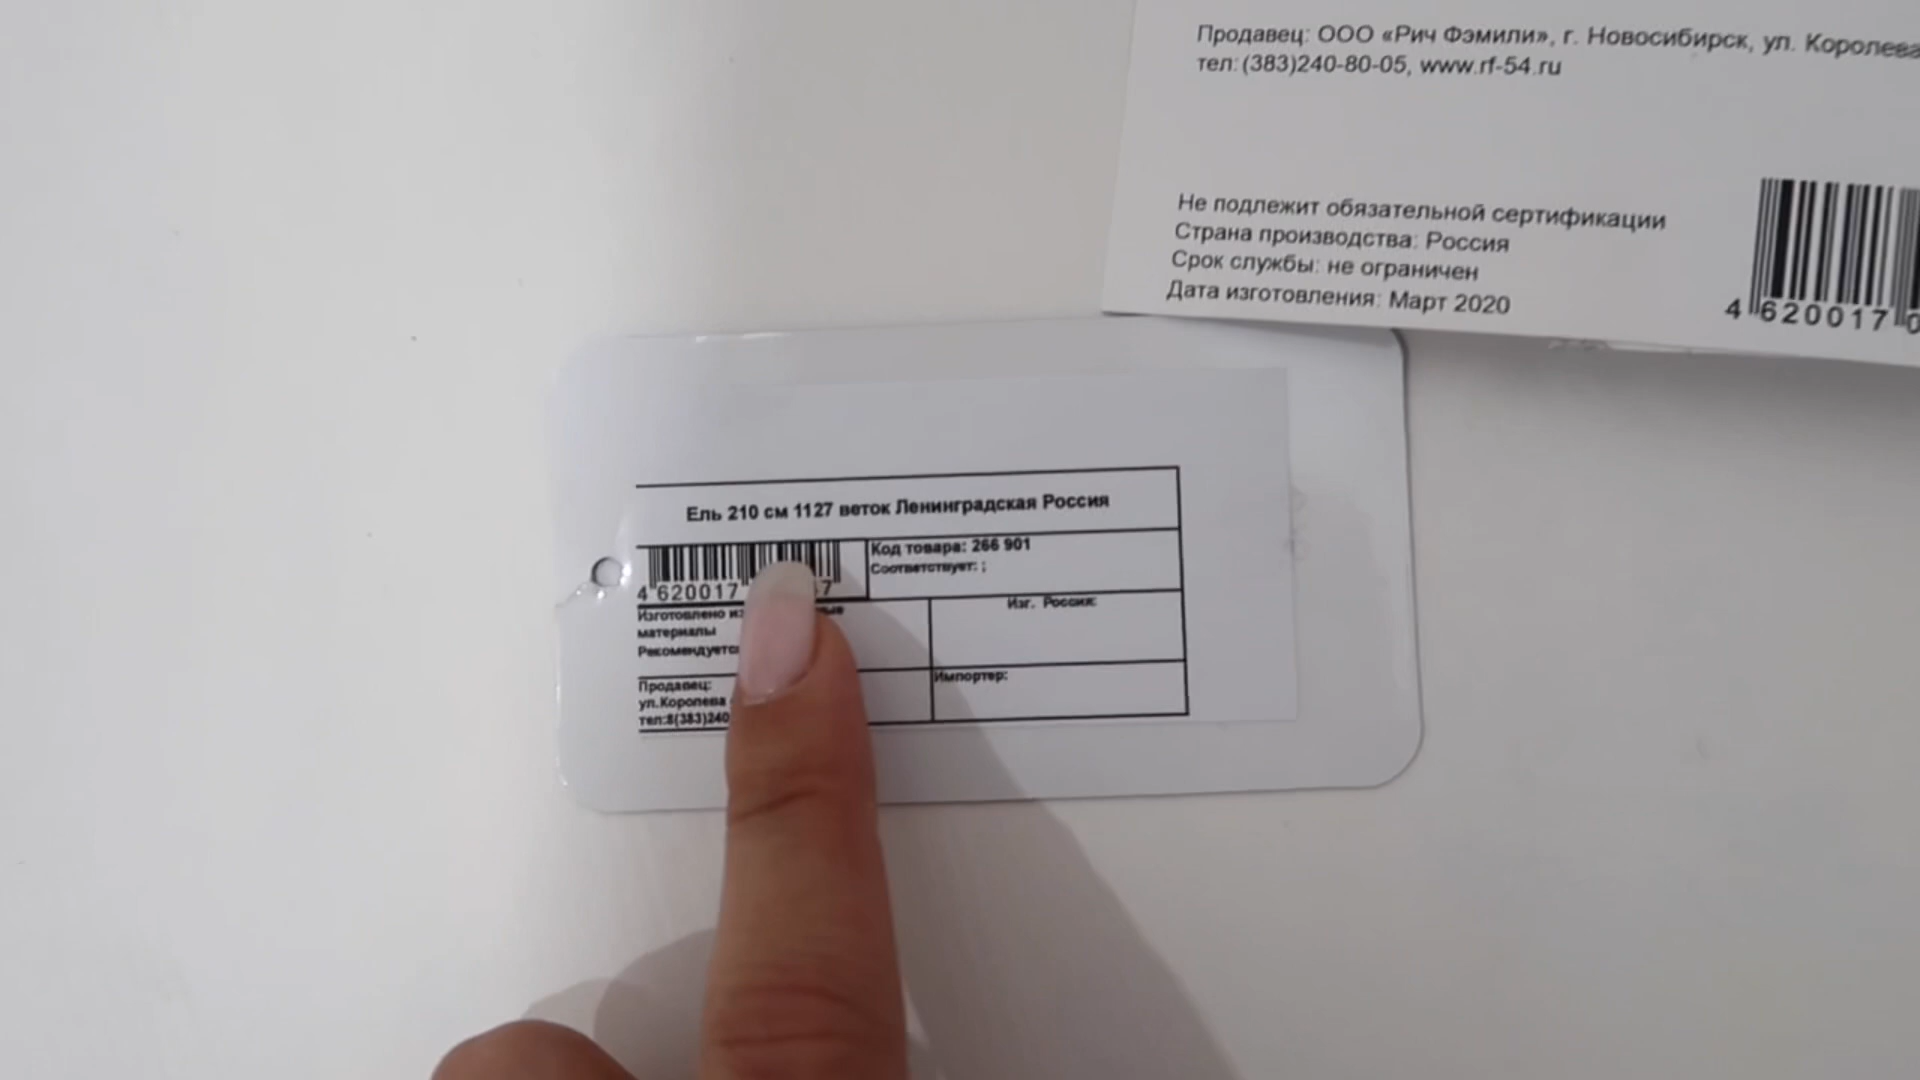 Продавец: ООО «Рич Фэмили», г. Новосибирск, ул. Королева
тел: (383)240-80-05, www.rf-54.ru
Не подлежит обязательной сертификации
Страна производства: Россия
Срок службы: не ограничен
Дата изготовления: Март 2020
4 620017 0
Ель 210 см 1127 веток Ленинградская Россия
Код товара: 266 901
Соответствует: ;
4 620017 7
Изготовлено из
материалы
Изг. Россия:
Продавец:
ул.Королева
тел:8(383)240
Импортер: